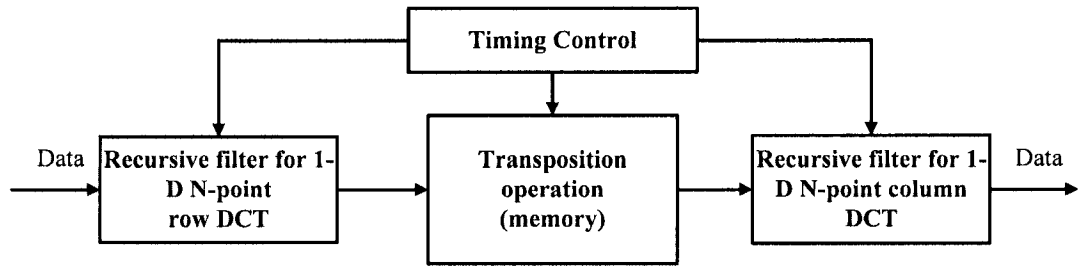 Timing Control
Data
Recursive filter for 1-
D N-point
row DCT
Transposition
operation
(memory)
Recursive filter for 1-
D N-point column
DCT
Data